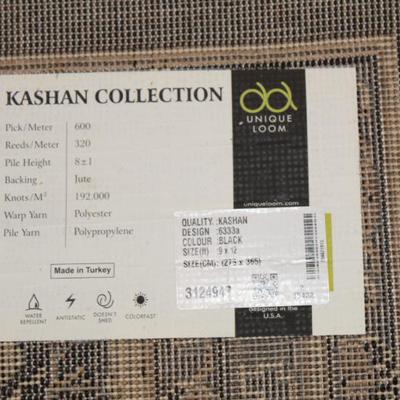 KASHAN COLLECTION
UNIQUE
LOOM
Pick/Meter 600
Reeds/Meter 320
Pile Height 8±1
Backing Jute
Knots/M² 192.000
Warp Yarn Polyester
Pile Yarn Polypropylene
uniqueloom.com
QUALITY :KASHAN
DESIGN :6333a
COLOUR :BLACK
SIZE(ft) :9 x 12
SIZE(CM): (275 x 365)
Made in Turkey
3124947
WATER
REPELLENT
ANTISTATIC
DOESN'T
SHED
COLORFAST
designed in the
U.S.A.